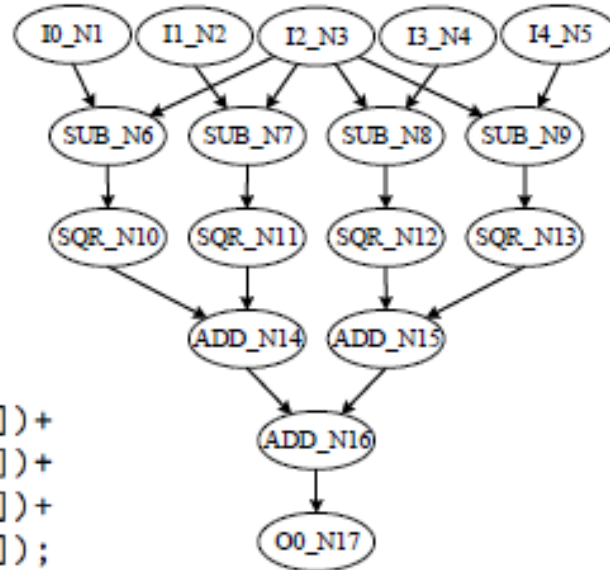 I0_N1 I1_N2 I2_N3 I3_N4 I4_N5
SUB_N6 SUB_N7 SUB_N8 SUB_N9
SQR_N10 SQR_N11 SQR_N12 SQR_N13
ADD_N14 ADD_N15
])+
ADD_N16
])+
])+
O0_N17
]);